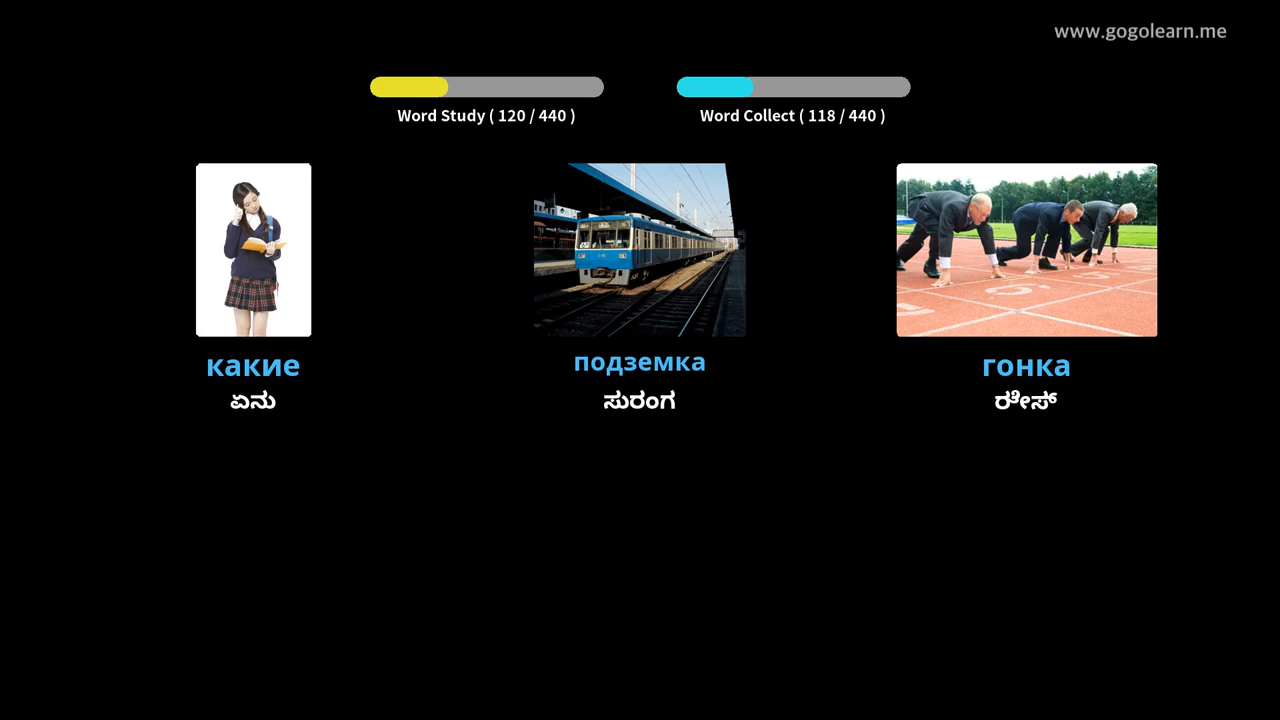 www.gogolearn.me
Word Study ( 120 / 440 )
Word Collect ( 118 / 440 )
какие
подземка
гонка
ಏನು
ಸುರಂಗ
ರೇಸ್